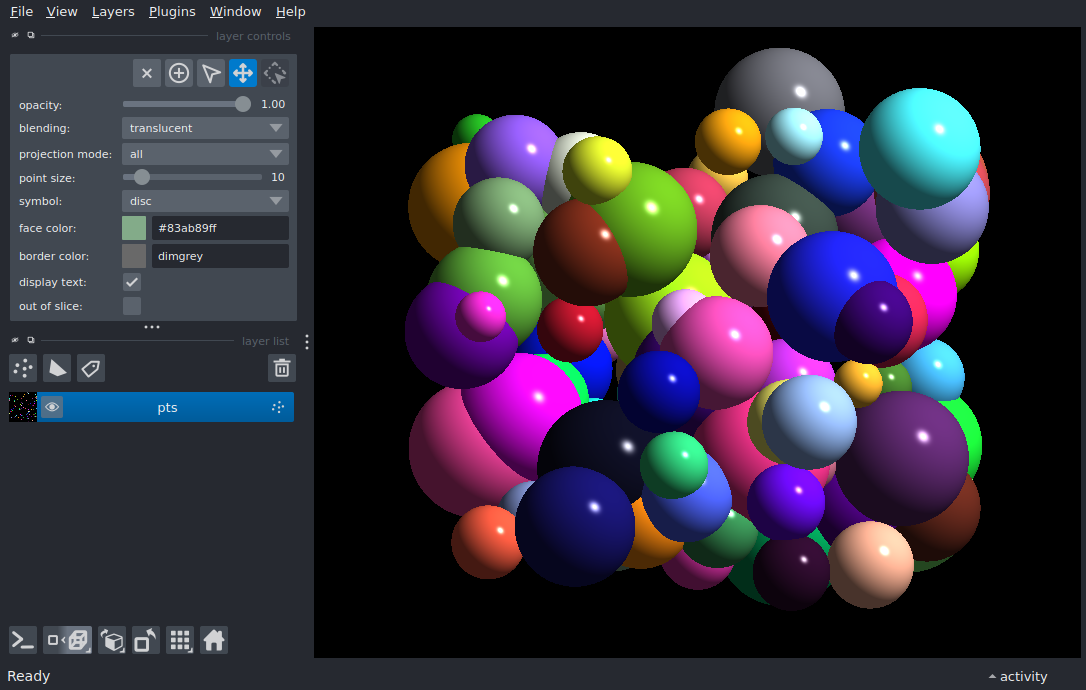 File View Layers Plugins Window Help
layer controls
opacity: 1.00
blending: translucent
projection mode: all
point size: 10
symbol: disc
face color: #83ab89ff
border color: dimgrey
display text:
out of slice:
layer list
pts
Ready activity